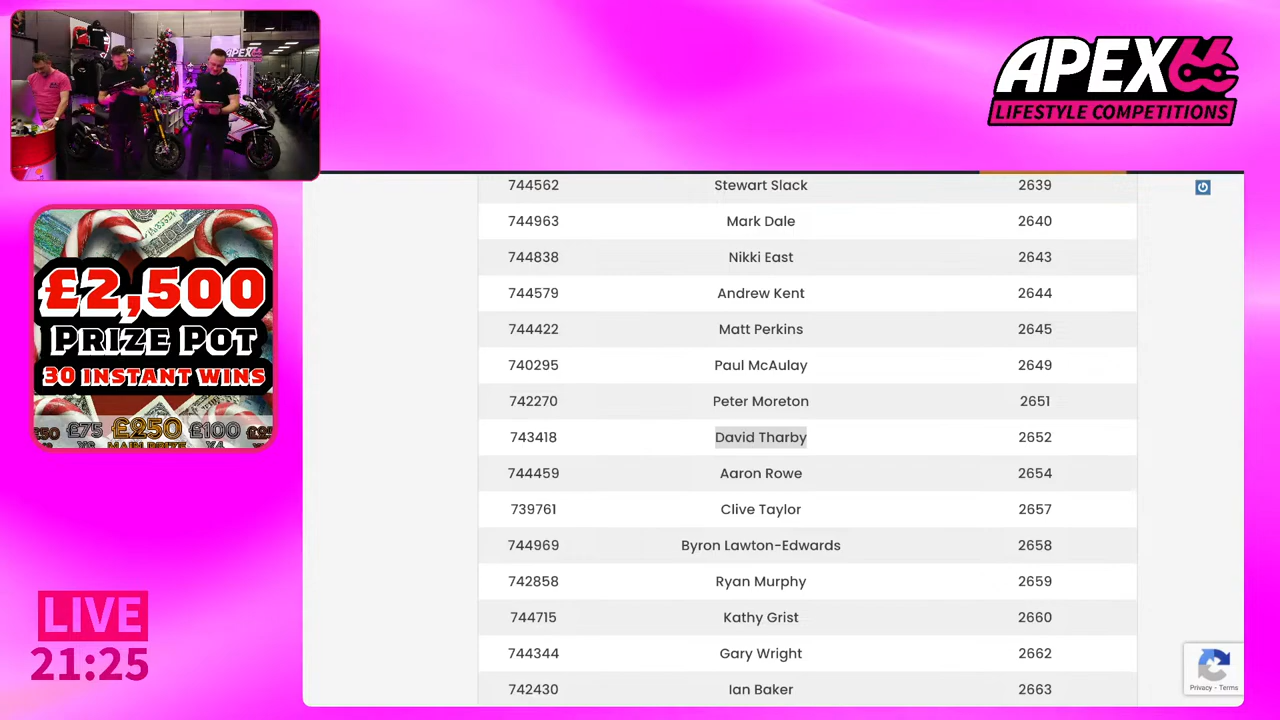 APEX66
LIFESTYLE COMPETITIONS
744562 Stewart Slack 2639
744963 Mark Dale 2640
744838 Nikki East 2643
744579 Andrew Kent 2644
744422 Matt Perkins 2645
740295 Paul McAulay 2649
742270 Peter Moreton 2651
743418 David Tharby 2652
744459 Aaron Rowe 2654
739761 Clive Taylor 2657
744969 Byron Lawton-Edwards 2658
742858 Ryan Murphy 2659
744715 Kathy Grist 2660
744344 Gary Wright 2662
742430 Ian Baker 2663
£2,500
PRIZE POT
30 INSTANT WINS
£75 £250 £100
MAIN PRIZE
LIVE
21:25
Privacy - Terms